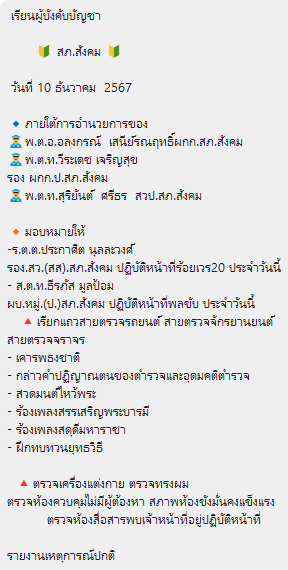 เรียนผู้บังคับบัญชา
🔰 สภ.สังคม 🔰
วันที่ 10 ธันวาคม 2567
🔹ภายใต้การอำนวยการของ
👮พ.ต.อ.อลงกรณ์ เสนีย์รัณฤทธิ์ผกก.สภ.สังคม
👮พ.ต.ท.วีระเดช เจริญสุข
รอง ผกก.ป.สภ.สังคม
👮พ.ต.ท.สุริยันต์ ศรีธร สวป.สภ.สังคม
🔸มอบหมายให้
-ร.ต.ต.ประกาศิต นุลละวงศ์
รอง.สว.(สส).สภ.สังคม ปฏิบัติหน้าที่ร้อยเวร20 ประจำวันนี้
- ส.ต.ท.ธีรภัส มูลป้อม
ผบ.หมู่.(ป.)สภ.สังคม ปฏิบัติหน้าที่พลขับ ประจำวันนี้
🔺เรียกแถวสายตรวจรถยนต์ สายตรวจจักรยานยนต์
สายตรวจจราจร
- เคารพธงชาติ
- กล่าวคำปฏิญาณตนของตำรวจและอุดมคติตำรวจ
- สวดมนต์ไหว้พระ
- ร้องเพลงสรรเสริญพระบารมี
- ร้องเพลงสดุดีมหาราชา
- ฝึกทบทวนยุทธวิธี
🔺ตรวจเครื่องแต่งกาย ตรวจทรงผม
ตรวจห้องควบคุมไม่มีผู้ต้องหา สภาพห้องขังมั่นคงแข็งแรง
ตรวจห้องสื่อสารพบเจ้าหน้าที่อยู่ปฏิบัติหน้าที่
รายงานเหตุการณ์ปกติ